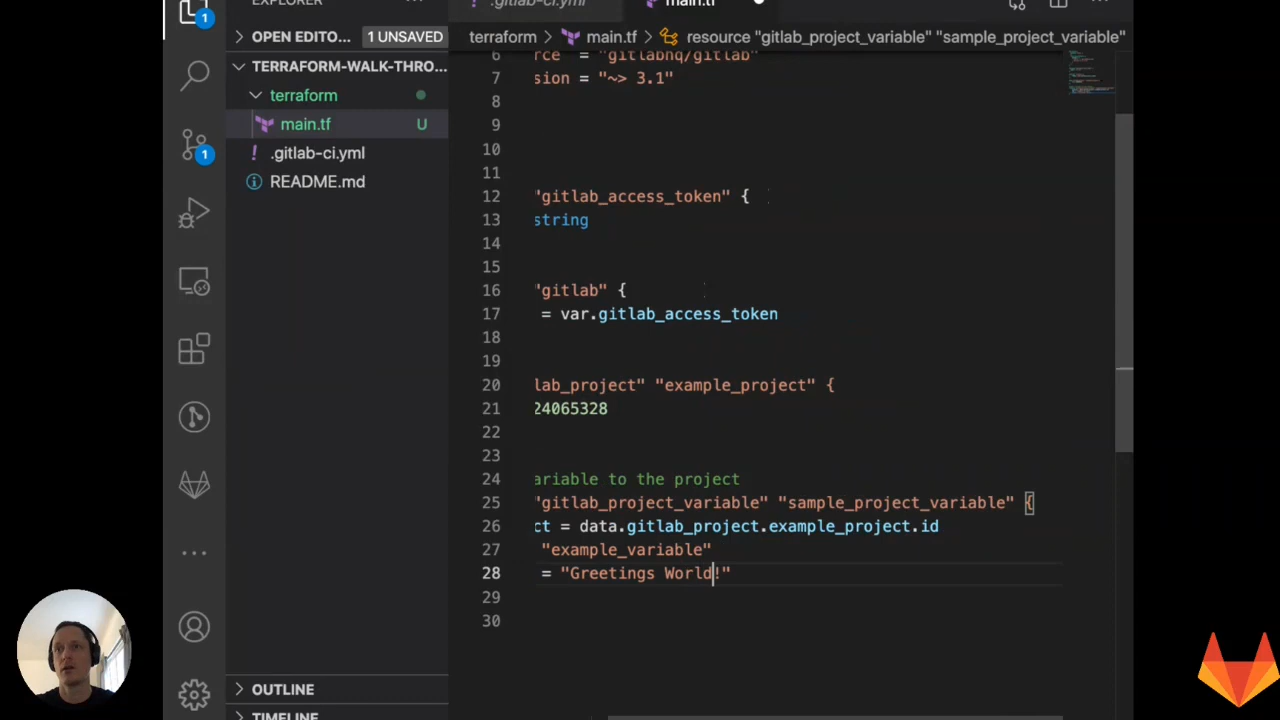 EXPLORER
.gitlab-ci.yml
main.tf
OPEN EDITO... 1 UNSAVED
terraform > main.tf > resource "gitlab_project_variable" "sample_project_variable"
TERRAFORM-WALK-THRO...
terraform
main.tf U
.gitlab-ci.yml
README.md
1
1
6 rce = "gitlabhq/gitlab"
7 sion = "~> 3.1"
8
9
10
11
12 "gitlab_access_token" {
13 string
14
15
16 "gitlab" {
17 = var.gitlab_access_token
18
19
20 lab_project" "example_project" {
21 24065328
22
23
24 ariable to the project
25 "gitlab_project_variable" "sample_project_variable" {
26 ct = data.gitlab_project.example_project.id
27 "example_variable"
28 = "Greetings World!"
29
30
OUTLINE
TIMELINE